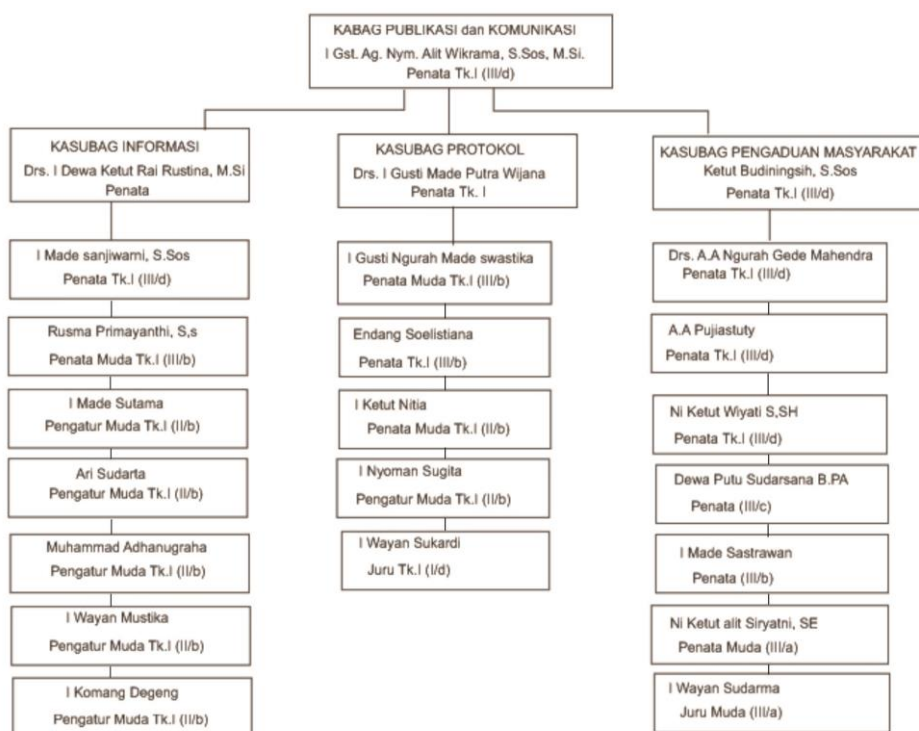 KABAG PUBLIKASI dan KOMUNIKASI
I Gst. Ag. Nym. Alit Wikrama, S.Sos, M.Si.
Penata Tk.I (III/d)
KASUBAG INFORMASI
Drs. I Dewa Ketut Rai Rustina, M.Si
Penata
I Made sanjiwami, S.Sos
Penata Tk.I (III/d)
Rusma Primayanthi, S,s
Penata Muda Tk.I (III/b)
I Made Sutama
Pengatur Muda Tk.I (II/b)
Ari Sudarta
Pengatur Muda Tk.I (II/b)
Muhammad Adhanugraha
Pengatur Muda Tk.I (II/b)
I Wayan Mustika
Pengatur Muda Tk.I (II/b)
I Komang Degeng
Pengatur Muda Tk.I (II/b)
KASUBAG PROTOKOL
Drs. I Gusti Made Putra Wijana
Penata Tk. I
I Gusti Ngurah Made swastika
Penata Muda Tk.I (III/b)
Endang Soelistiana
Penata Tk.I (III/b)
I Ketut Nitia
Penata Muda Tk.I (II/b)
I Nyoman Sugita
Pengatur Muda Tk.I (II/b)
I Wayan Sukardi
Juru Tk.I (I/d)
KASUBAG PENGADUAN MASYARAKAT
Ketut Budiningsih, S.Sos
Penata Tk.I (III/d)
Drs. A.A Ngurah Gede Mahendra
Penata Tk.I (III/d)
A.A Pujiastuty
Penata Tk.I (III/d)
Ni Ketut Wiyati S,SH
Penata Tk.I (III/d)
Dewa Putu Sudarsana B.PA
Penata (III/c)
I Made Sastrawan
Penata (III/b)
Ni Ketut alit Siryatni, SE
Penata Muda (III/a)
I Wayan Sudarma
Juru Muda (III/a)